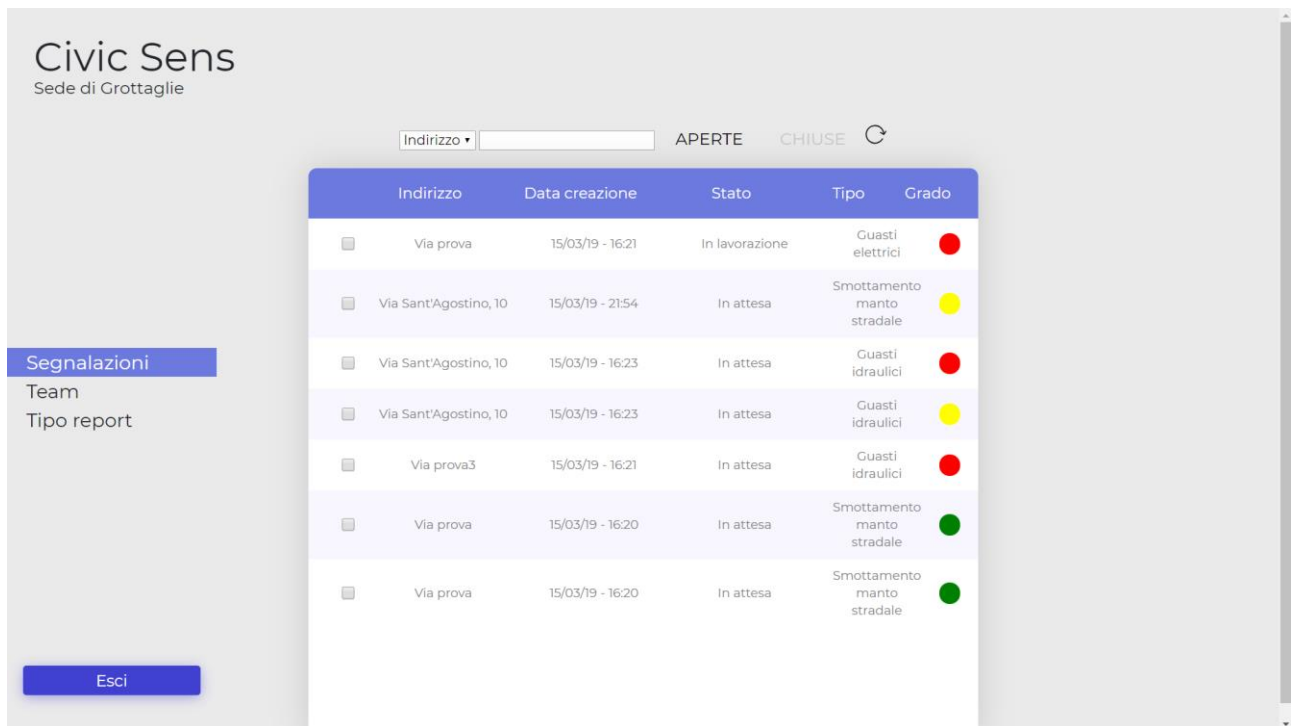 Civic Sens
Sede di Grottaglie
Indirizzo
APERTE
CHIUSE
Indirizzo Data creazione Stato Tipo Grado
Via prova 15/03/19 - 16:21 In lavorazione Guasti
elettrici
Via Sant'Agostino, 10 15/03/19 - 21:54 In attesa Smottamento
manto
stradale
Via Sant'Agostino, 10 15/03/19 - 16:23 In attesa Guasti
idraulici
Via Sant'Agostino, 10 15/03/19 - 16:23 In attesa Guasti
idraulici
Via prova3 15/03/19 - 16:21 In attesa Guasti
idraulici
Via prova 15/03/19 - 16:20 In attesa Smottamento
manto
stradale
Via prova 15/03/19 - 16:20 In attesa Smottamento
manto
stradale
Segnalazioni
Team
Tipo report
Esci